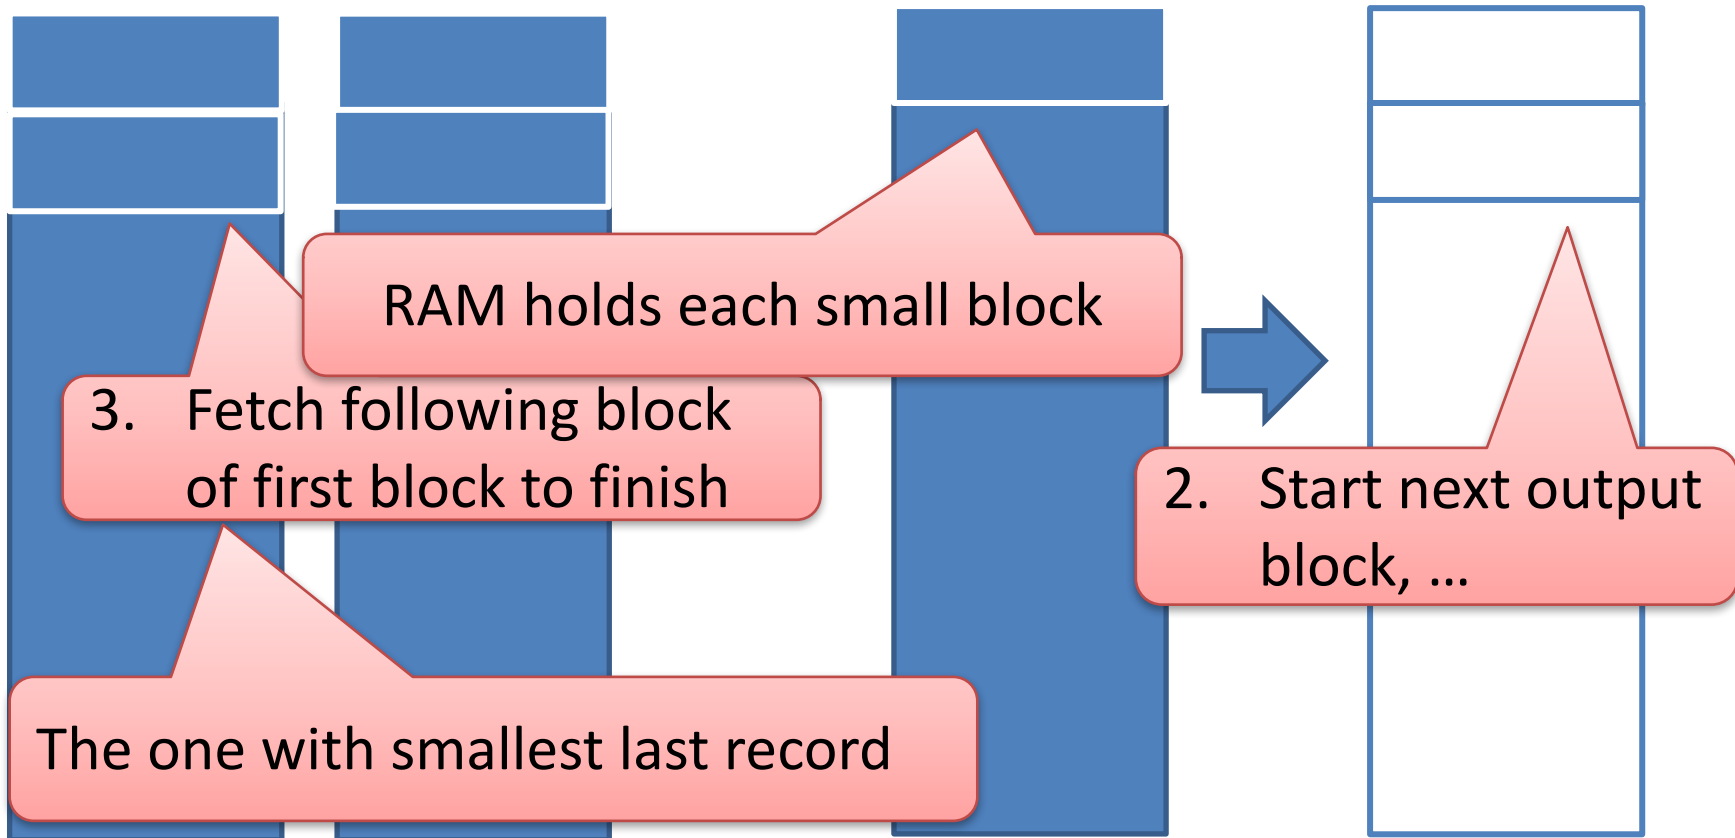 RAM holds each small block
3. Fetch following block
of first block to finish
2. Start next output
block, ...
The one with smallest last record